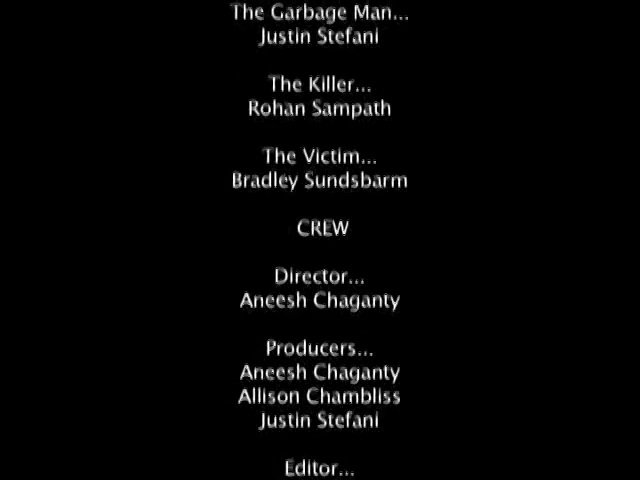 The Garbage Man...
Justin Stefani
The Killer...
Rohan Sampath
The Victim...
Bradley Sundsbarm
CREW
Director...
Aneesh Chaganty
Producers...
Aneesh Chaganty
Allison Chambliss
Justin Stefani
Editor...